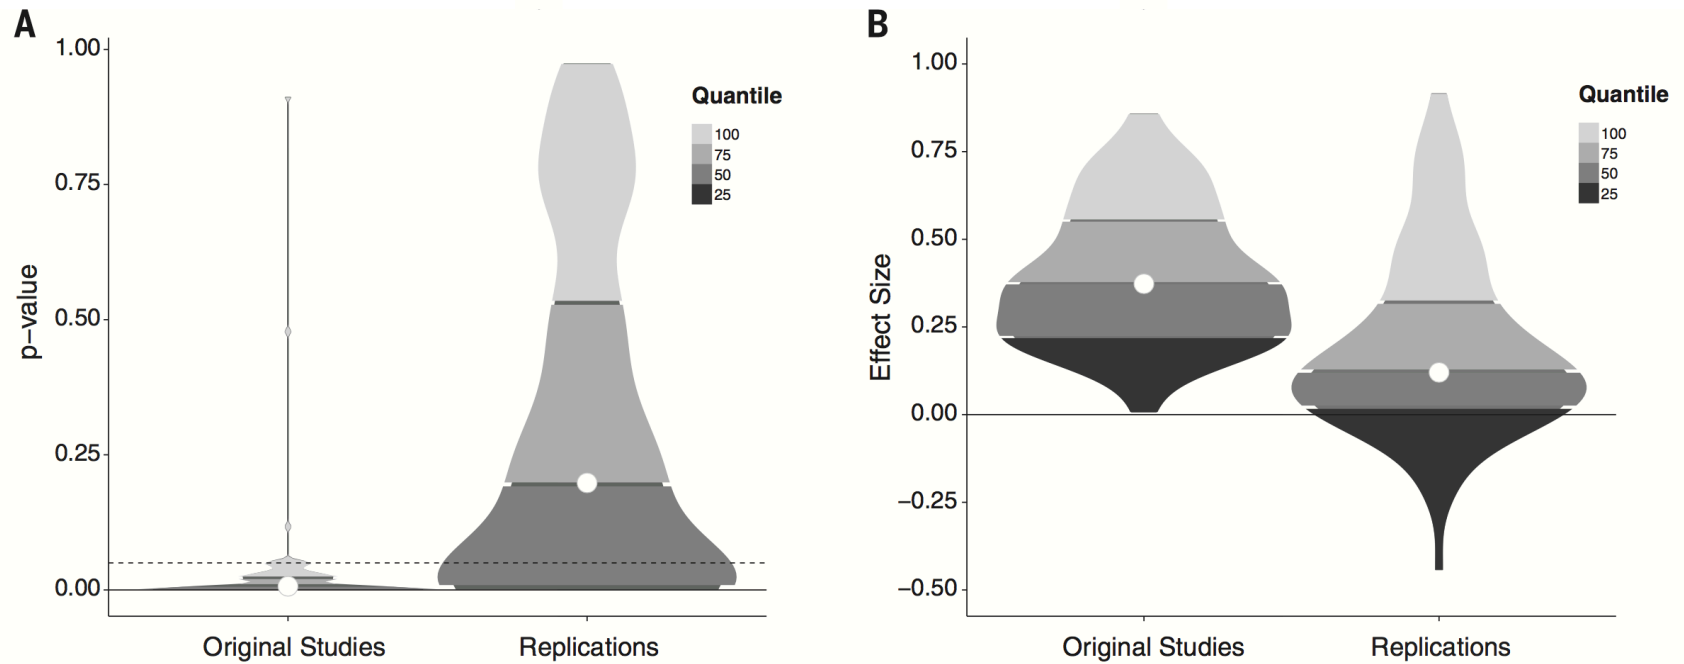 A
p−value
1.00
0.75
0.50
0.25
0.00
Original Studies
Replications
Quantile
100
75
50
25
B
Effect Size
1.00
0.75
0.50
0.25
0.00
−0.25
−0.50
Original Studies
Replications
Quantile
100
75
50
25